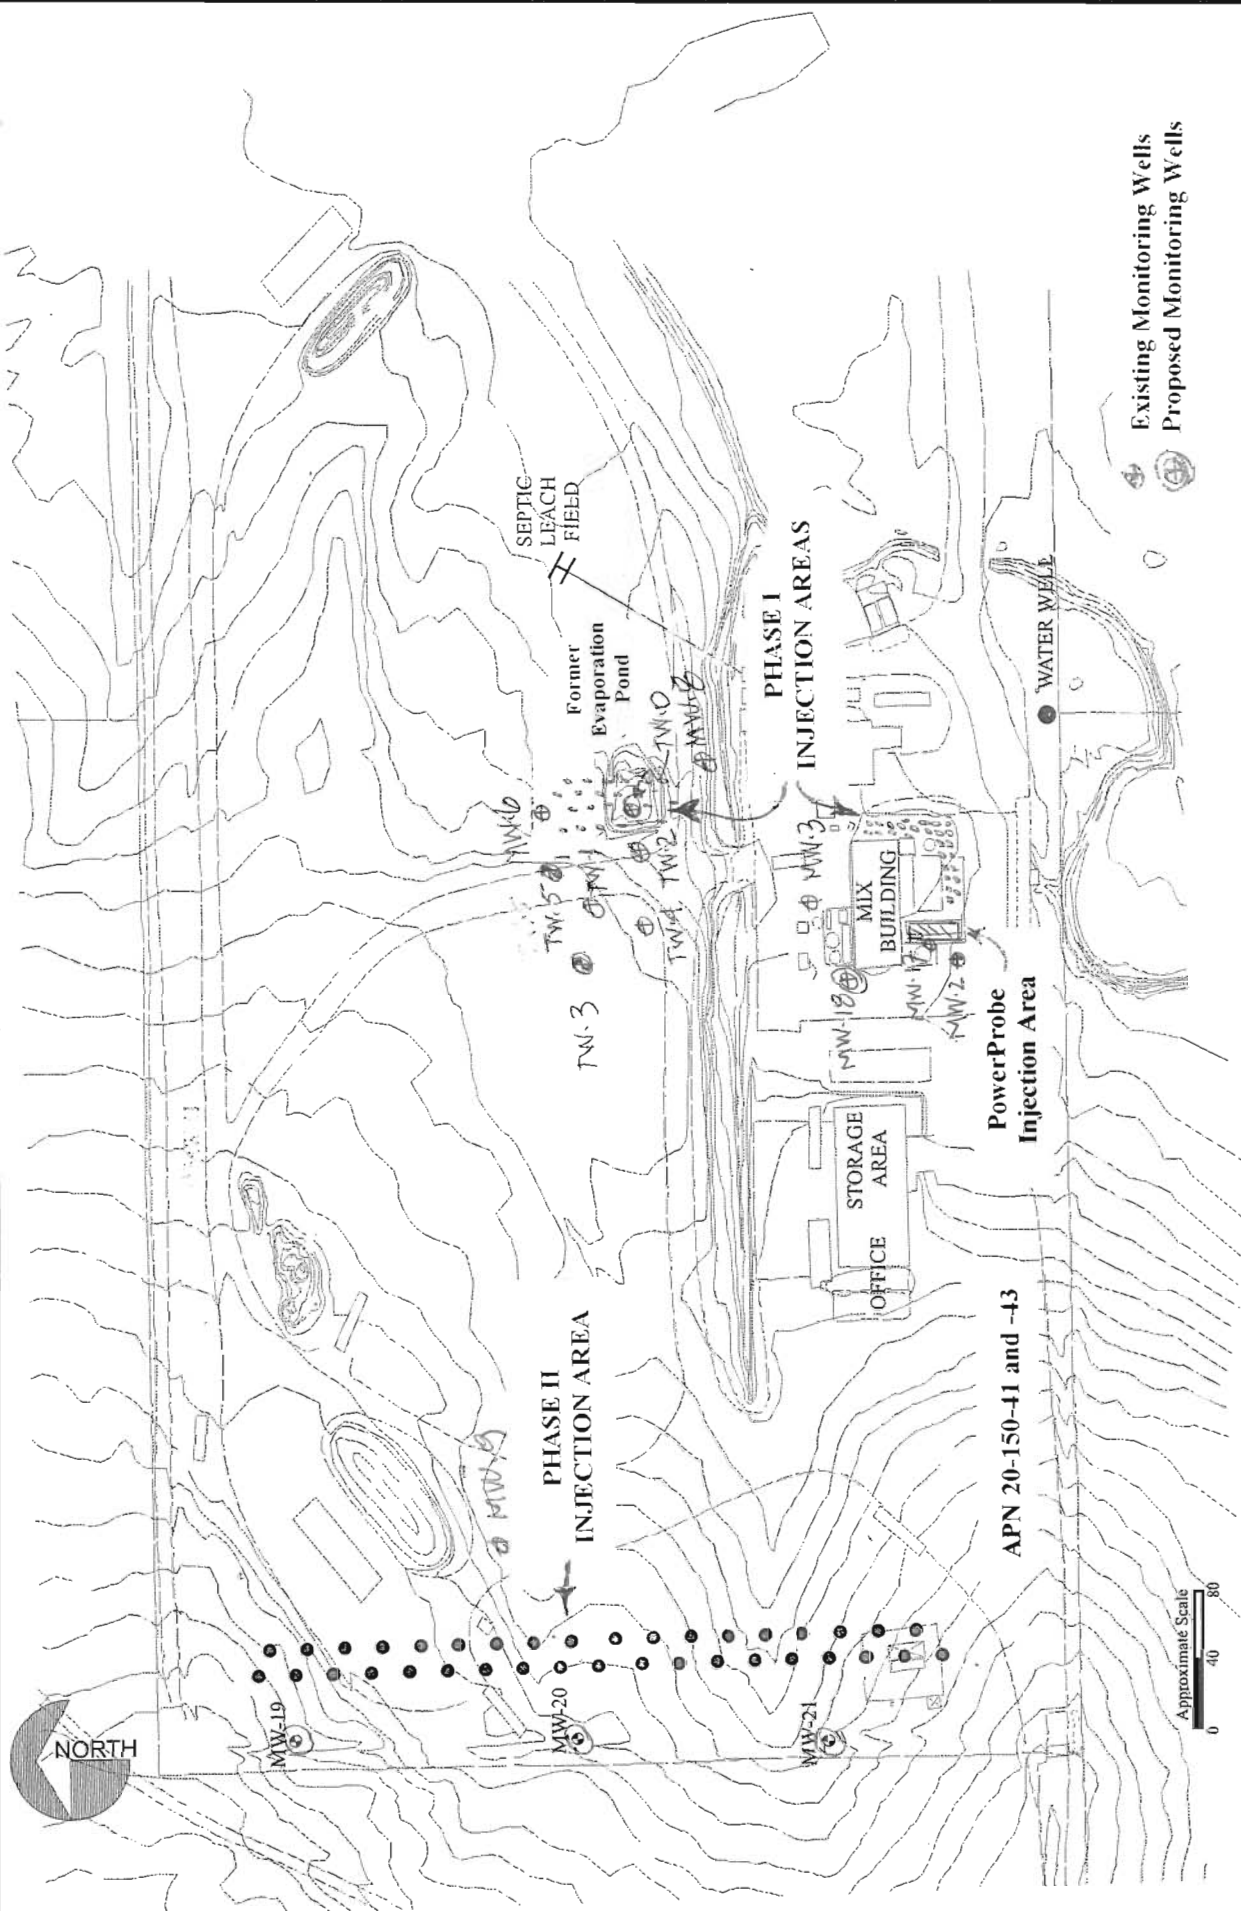 NORTH
MW-19
MW-20
MW-21
PHASE II
INJECTION AREA
TW-3
TW-5
MW-6
TW-1
TW-4
TW-2
TW-0
MW-8
Former
Evaporation
Pond
SEPTIC
LEACH
FIELD
PHASE I
INJECTION AREAS
MW-3
MIX
BUILDING
MW-18
MW-17
MW-2
PowerProbe
Injection Area
STORAGE
AREA
OFFICE
WATER WELL
APN 20-150-41 and -43
Approximate Scale
0 40 80
Existing Monitoring Wells
Proposed Monitoring Wells